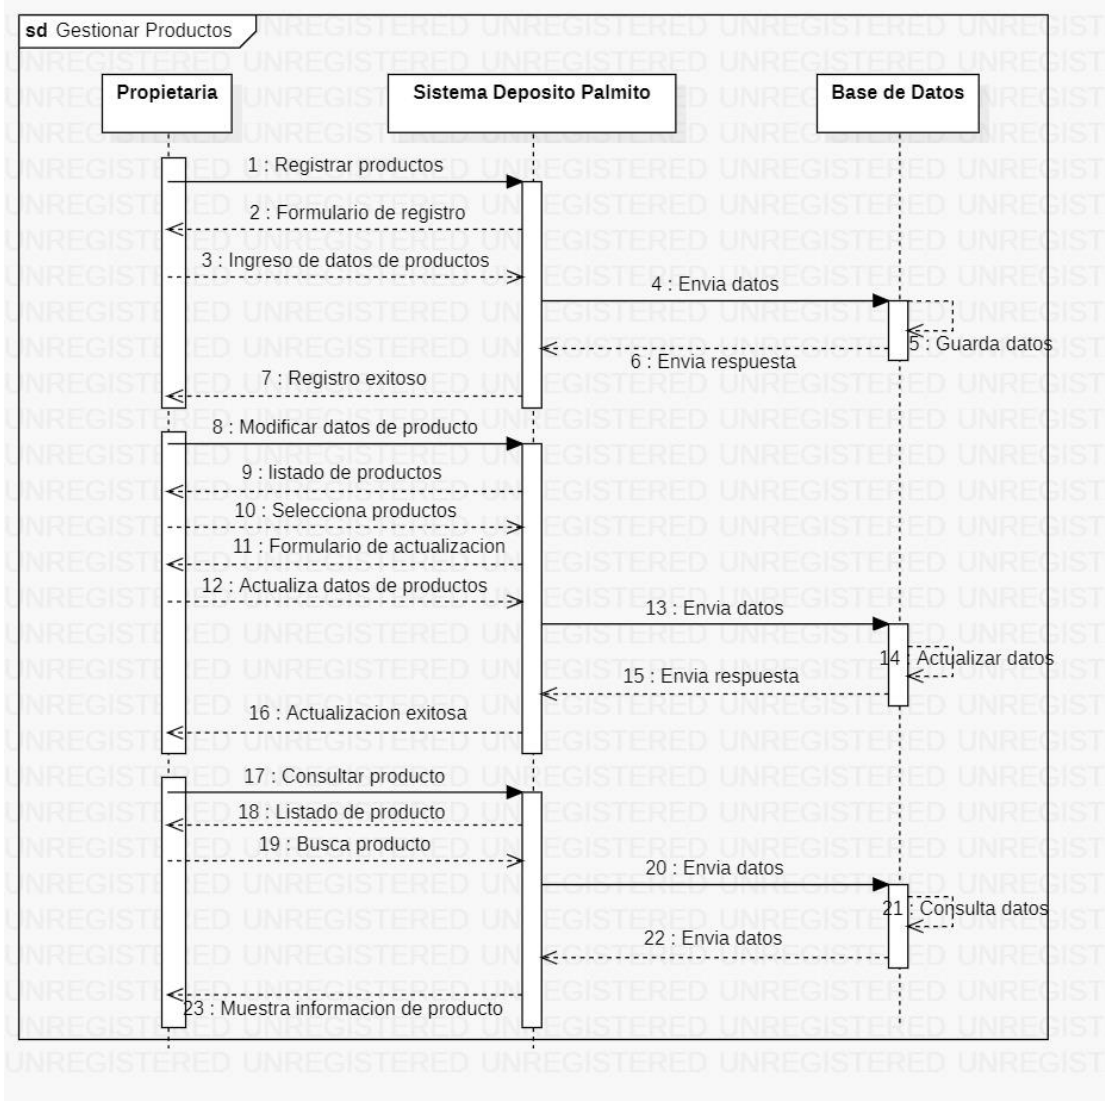 sd Gestionar Productos
Propietaria
Sistema Deposito Palmito
Base de Datos
1 : Registrar productos
2 : Formulario de registro
3 : Ingreso de datos de productos
4 : Envia datos
5 : Guarda datos
6 : Envia respuesta
7 : Registro exitoso
8 : Modificar datos de producto
9 : listado de productos
10 : Selecciona productos
11 : Formulario de actualizacion
12 : Actualiza datos de productos
13 : Envia datos
14 : Actualizar datos
15 : Envia respuesta
16 : Actualizacion exitosa
17 : Consultar producto
18 : Listado de producto
19 : Busca producto
20 : Envia datos
21 : Consulta datos
22 : Envia datos
23 : Muestra informacion de producto
UNREGISTERED